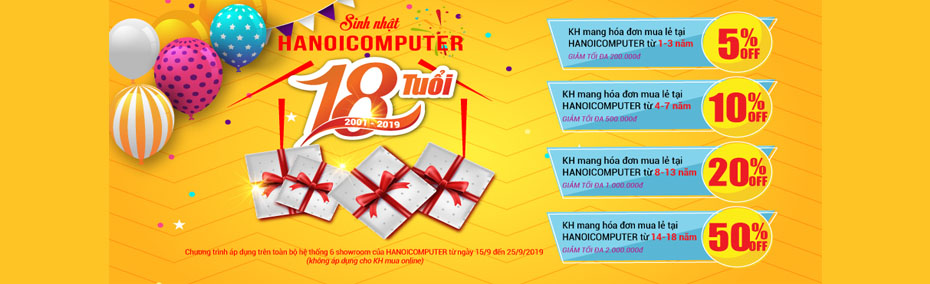 Sinh nhật
HANOICOMPUTER
18 Tuổi
2001 - 2019
Chương trình áp dụng trên toàn bộ hệ thống 6 showroom của HANOICOMPUTER từ ngày 15/9 đến 25/9/2019
(không áp dụng cho KH mua online)
KH mang hóa đơn mua lẻ tại
HANOICOMPUTER từ 1-3 năm
GIẢM TỐI ĐA 200.000đ
5% OFF
KH mang hóa đơn mua lẻ tại
HANOICOMPUTER từ 4-7 năm
GIẢM TỐI ĐA 500.000đ
10% OFF
KH mang hóa đơn mua lẻ tại
HANOICOMPUTER từ 8-13 năm
GIẢM TỐI ĐA 1.000.000đ
20% OFF
KH mang hóa đơn mua lẻ tại
HANOICOMPUTER từ 14-18 năm
GIẢM TỐI ĐA 2.000.000đ
50% OFF